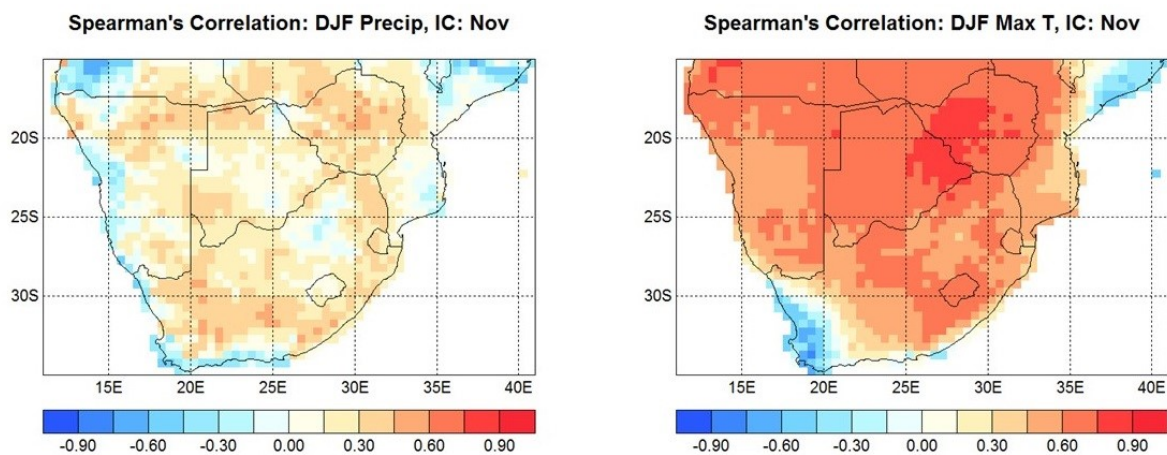 Spearman's Correlation: DJF Precip, IC: Nov
20S
25S
30S
15E 20E 25E 30E 35E 40E
-0.90 -0.60 -0.30 0.00 0.30 0.60 0.90
Spearman's Correlation: DJF Max T, IC: Nov
20S
25S
30S
15E 20E 25E 30E 35E 40E
-0.90 -0.60 -0.30 0.00 0.30 0.60 0.90